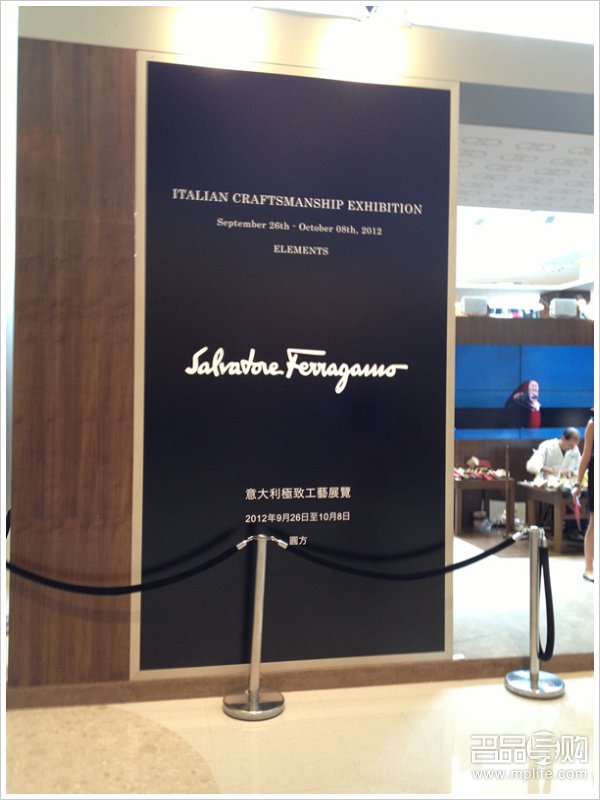 ITALIAN CRAFTSMANSHIP EXHIBITION
September 26th · October 08th, 2012
ELEMENTS
Salvatore Ferragamo
意大利極致工藝展覽
2012年9月26日至10月8日
圓方
名品导购
www.mplife.com